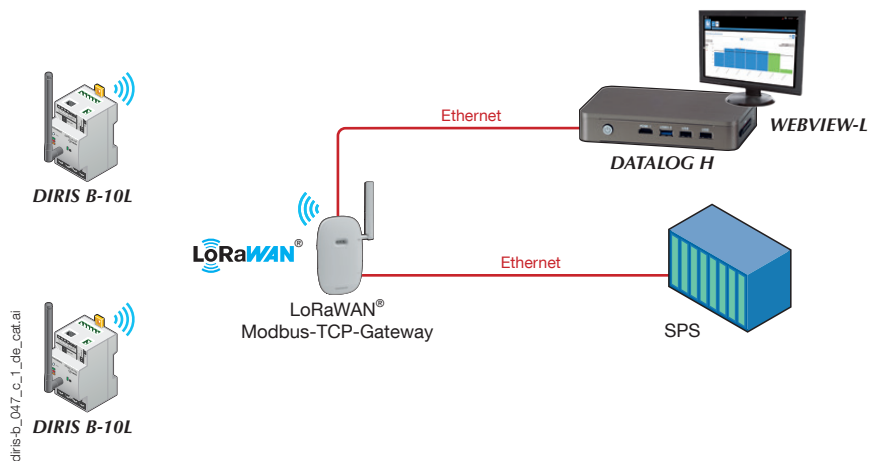 Ethernet
WEBVIEW-L
DATALOG H
DIRIS B-10L
LoRaWAN®
Ethernet
LoRaWAN®
Modbus-TCP-Gateway
SPS
DIRIS B-10L
diris-b_047_c_1_de_cat.ai